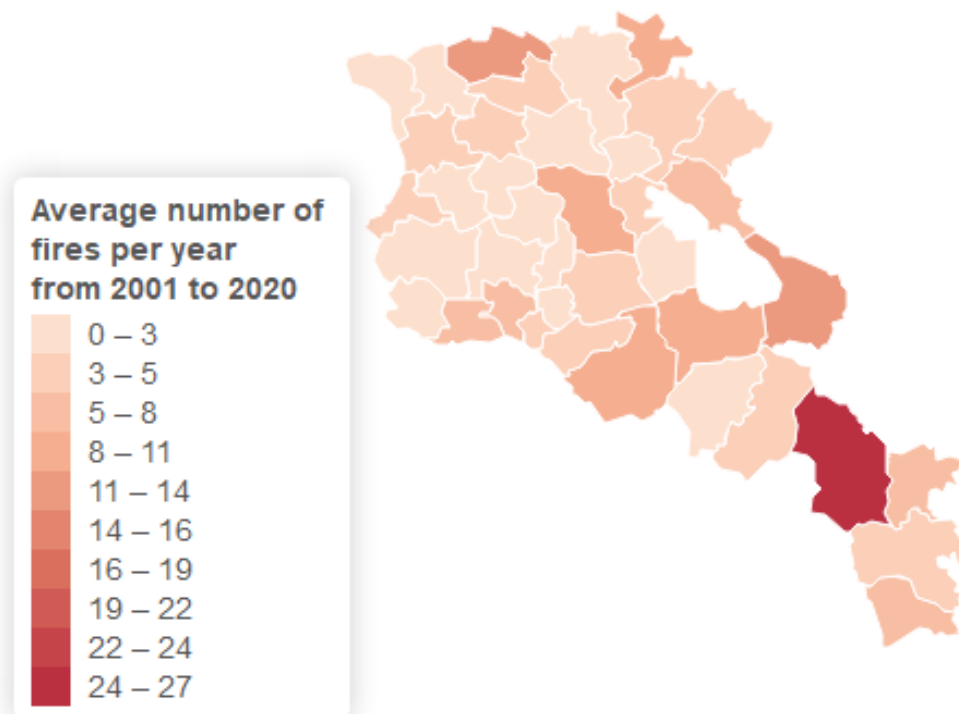 Average number of
fires per year
from 2001 to 2020
0 – 3
3 – 5
5 – 8
8 – 11
11 – 14
14 – 16
16 – 19
19 – 22
22 – 24
24 – 27